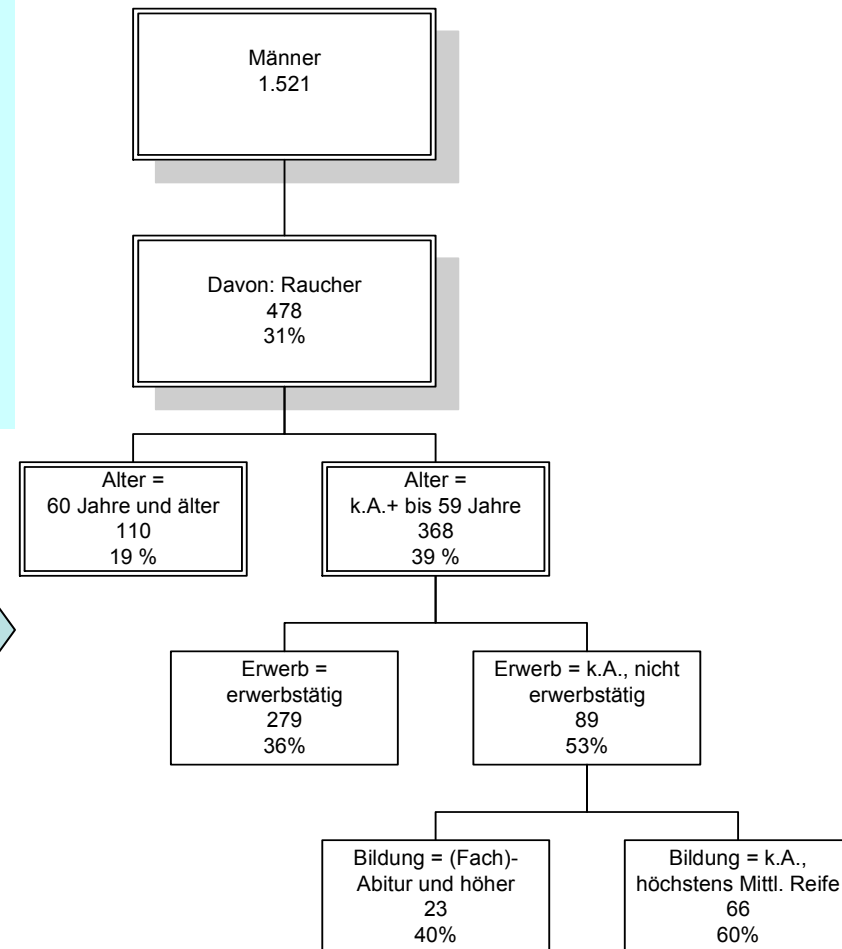 Männer
1.521
Davon: Raucher
478
31%
Alter =
60 Jahre und älter
110
19 %
Alter =
k.A.+ bis 59 Jahre
368
39 %
Erwerb =
erwerbstätig
279
36%
Erwerb = k.A., nicht
erwerbstätig
89
53%
Bildung = (Fach)-
Abitur und höher
23
40%
Bildung = k.A.,
höchstens Mittl. Reife
66
60%